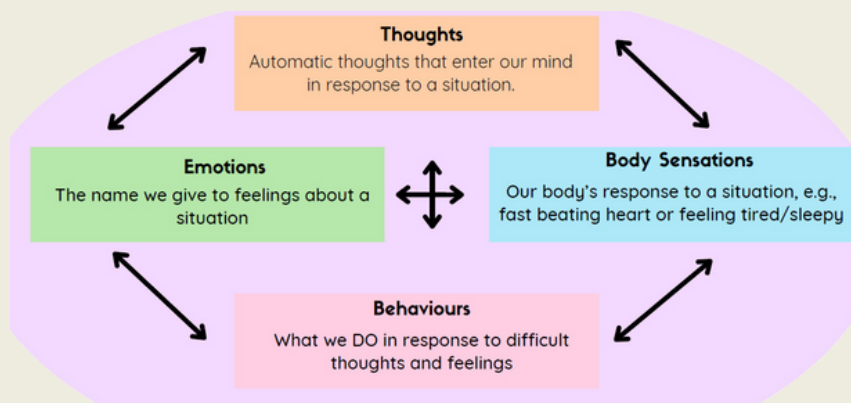 Thoughts
Automatic thoughts that enter our mind
in response to a situation.
Emotions
The name we give to feelings about a
situation
Body Sensations
Our body's response to a situation, e.g.,
fast beating heart or feeling tired/sleepy
Behaviours
What we DO in response to difficult
thoughts and feelings